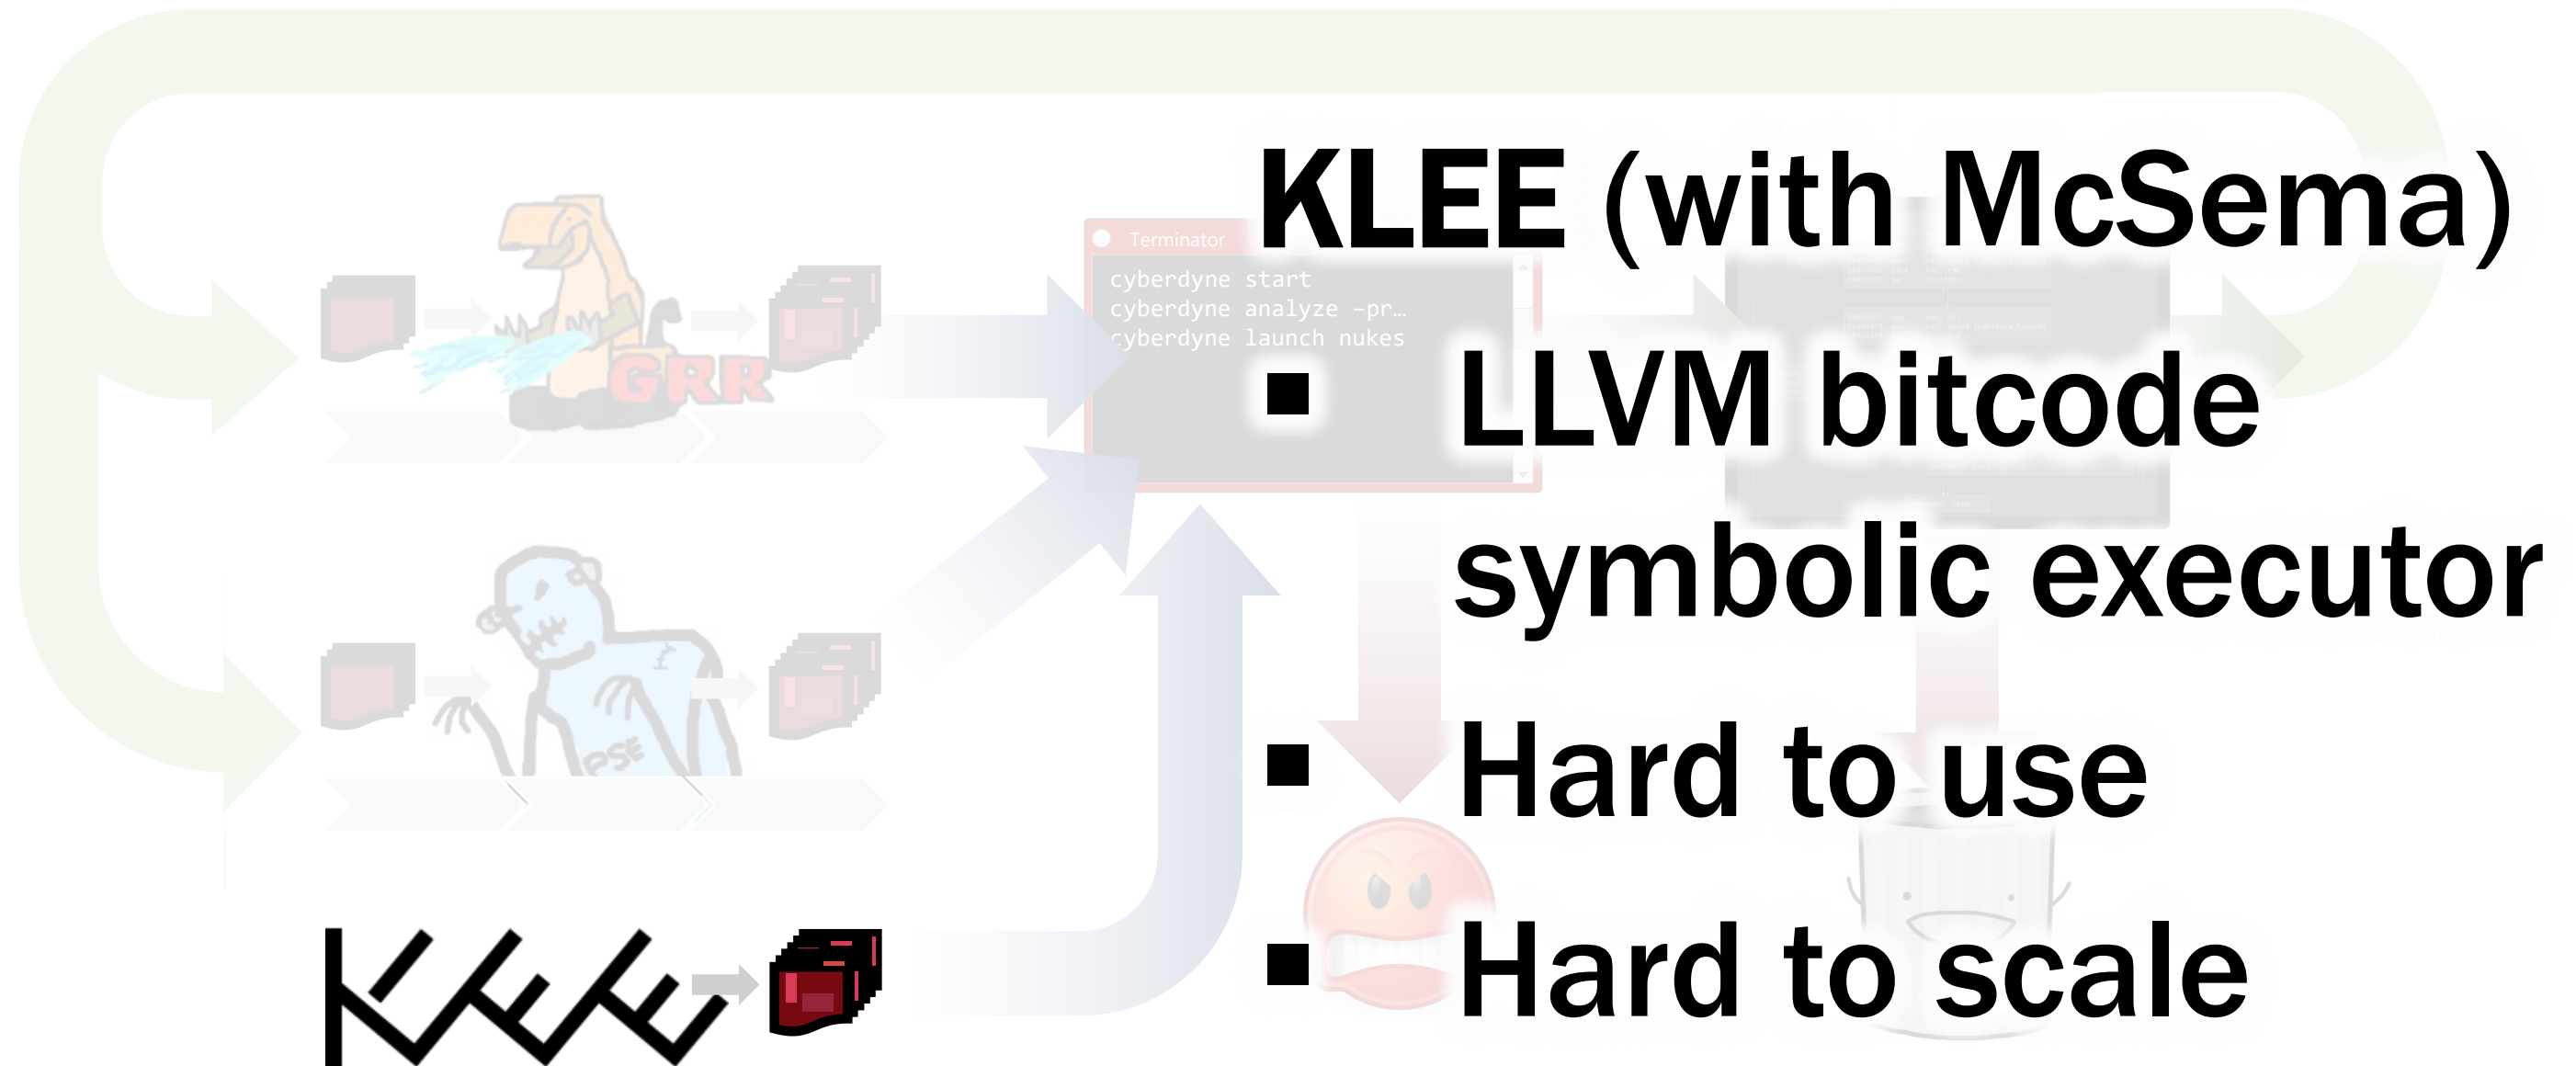 KLEE (with McSema)
▪ LLVM bitcode
symbolic executor
▪ Hard to use
▪ Hard to scale
Terminator
cyberdyne start
cyberdyne analyze –pr…
cyberdyne launch nukes
GRR
PSE
KLEE